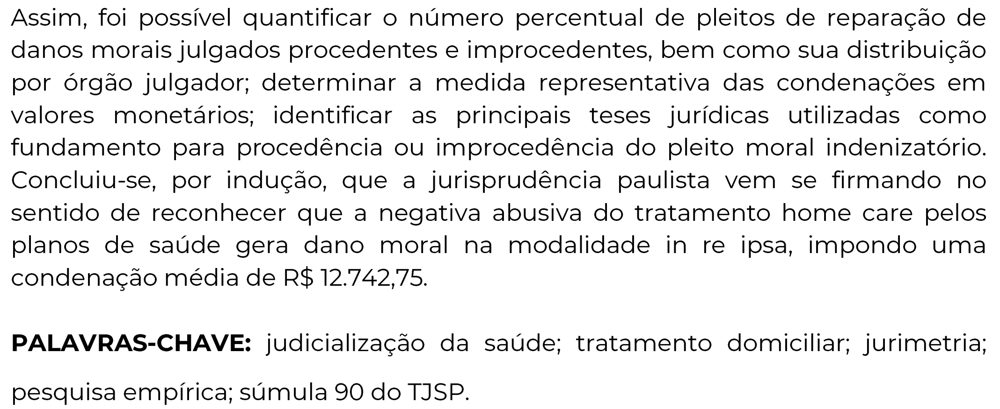 Assim, foi possível quantificar o número percentual de pleitos de reparação de
danos morais julgados procedentes e improcedentes, bem como sua distribuição
por órgão julgador; determinar a medida representativa das condenações em
valores monetários; identificar as principais teses jurídicas utilizadas como
fundamento para procedência ou improcedência do pleito moral indenizatório.
Concluiu-se, por indução, que a jurisprudência paulista vem se firmando no
sentido de reconhecer que a negativa abusiva do tratamento home care pelos
planos de saúde gera dano moral na modalidade in re ipsa, impondo uma
condenação média de R$ 12.742,75.
PALAVRAS-CHAVE: judicialização da saúde; tratamento domiciliar; jurimetria;
pesquisa empírica; súmula 90 do TJSP.